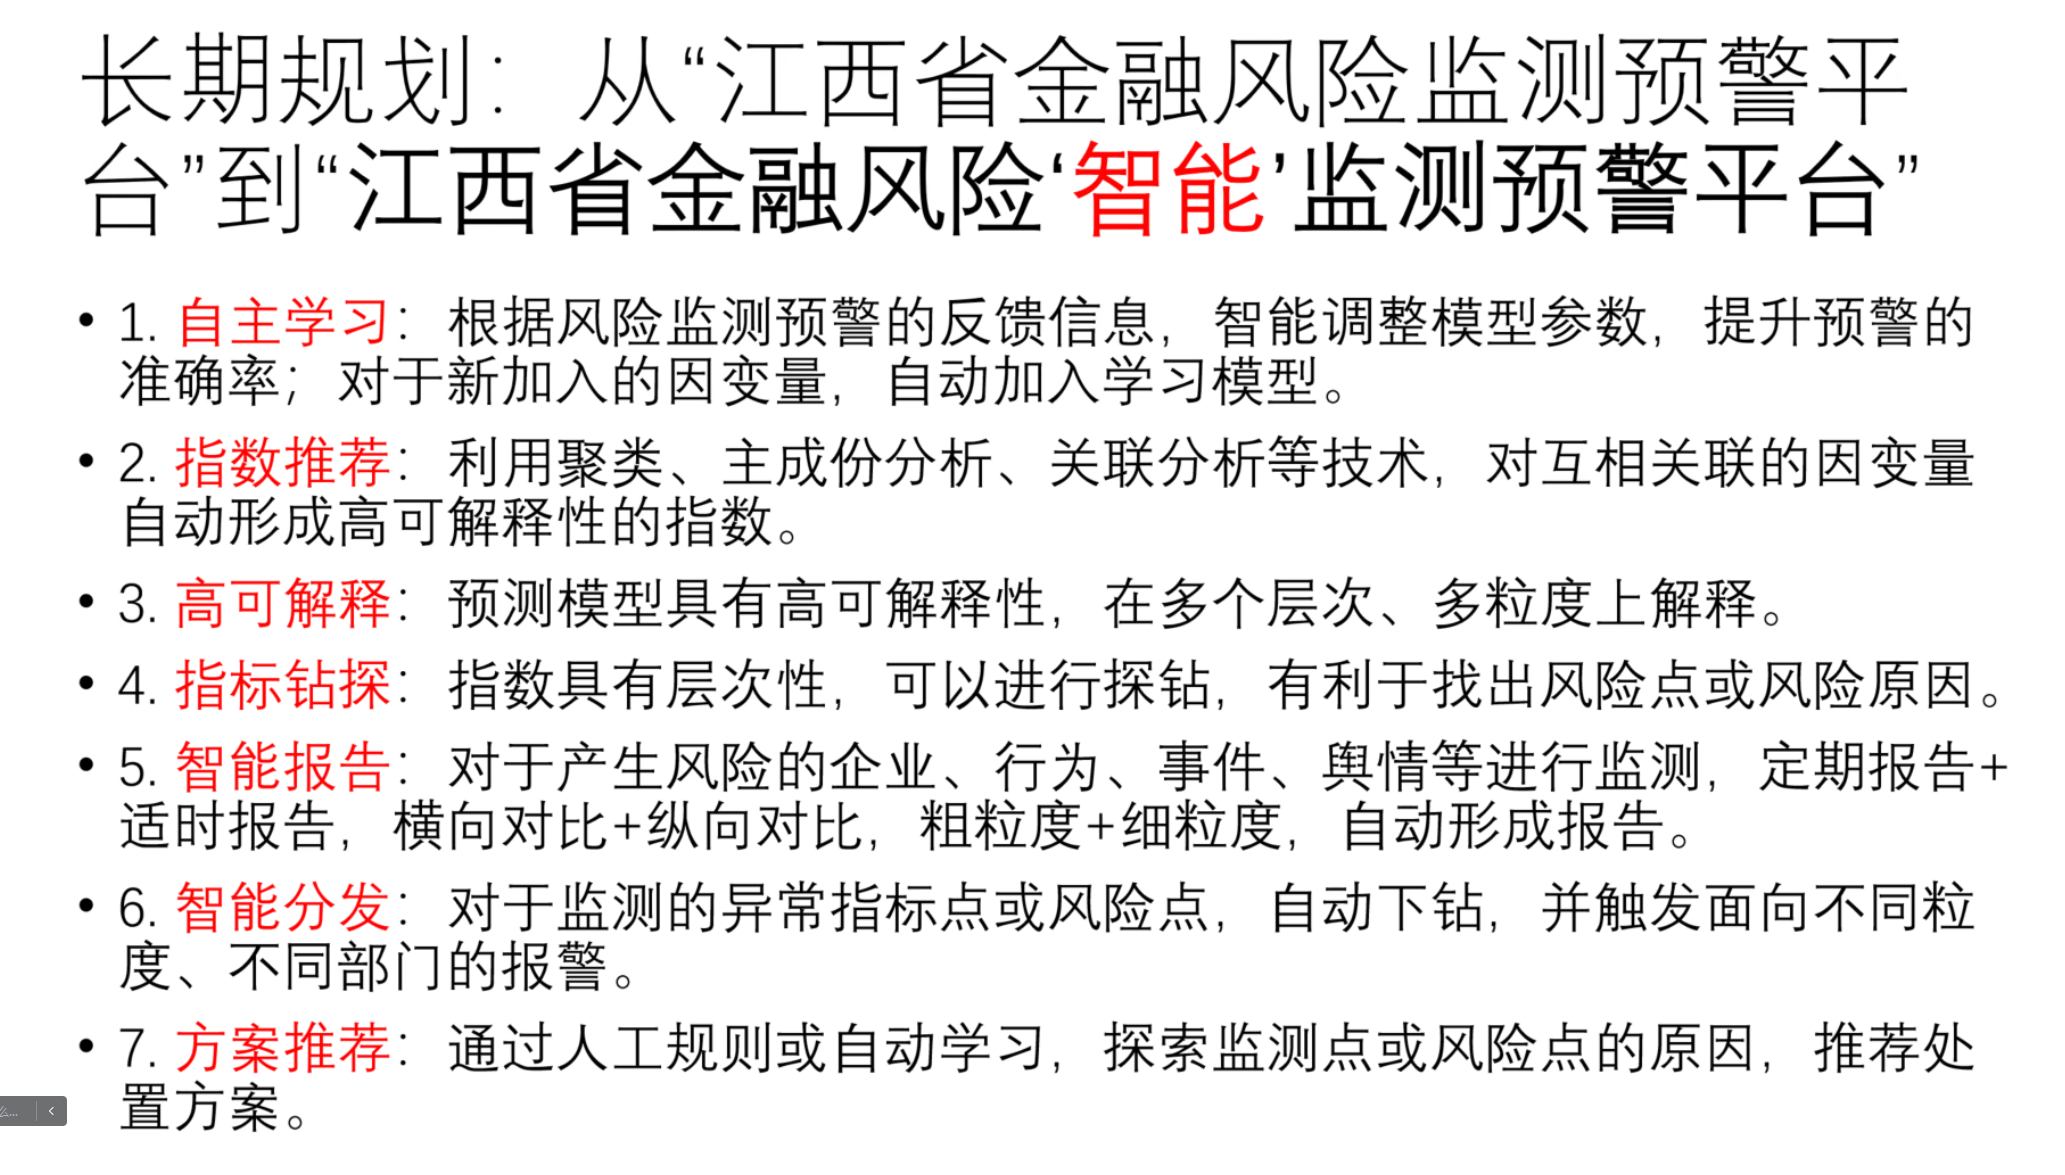 长期规划：从“江西省金融风险监测预警平
台”到“江西省金融风险‘智能’监测预警平台”
• 1. 自主学习：根据风险监测预警的反馈信息，智能调整模型参数，提升预警的
准确率；对于新加入的因变量，自动加入学习模型。
• 2. 指数推荐：利用聚类、主成份分析、关联分析等技术，对互相关联的因变量
自动形成高可解释性的指数。
• 3. 高可解释：预测模型具有高可解释性，在多个层次、多粒度上解释。
• 4. 指标钻探：指数具有层次性，可以进行探钻，有利于找出风险点或风险原因。
• 5. 智能报告：对于产生风险的企业、行为、事件、舆情等进行监测，定期报告+
适时报告，横向对比+纵向对比，粗粒度+细粒度，自动形成报告。
• 6. 智能分发：对于监测的异常指标点或风险点，自动下钻，并触发面向不同粒
度、不同部门的报警。
• 7. 方案推荐：通过人工规则或自动学习，探索监测点或风险点的原因，推荐处
置方案。
么...